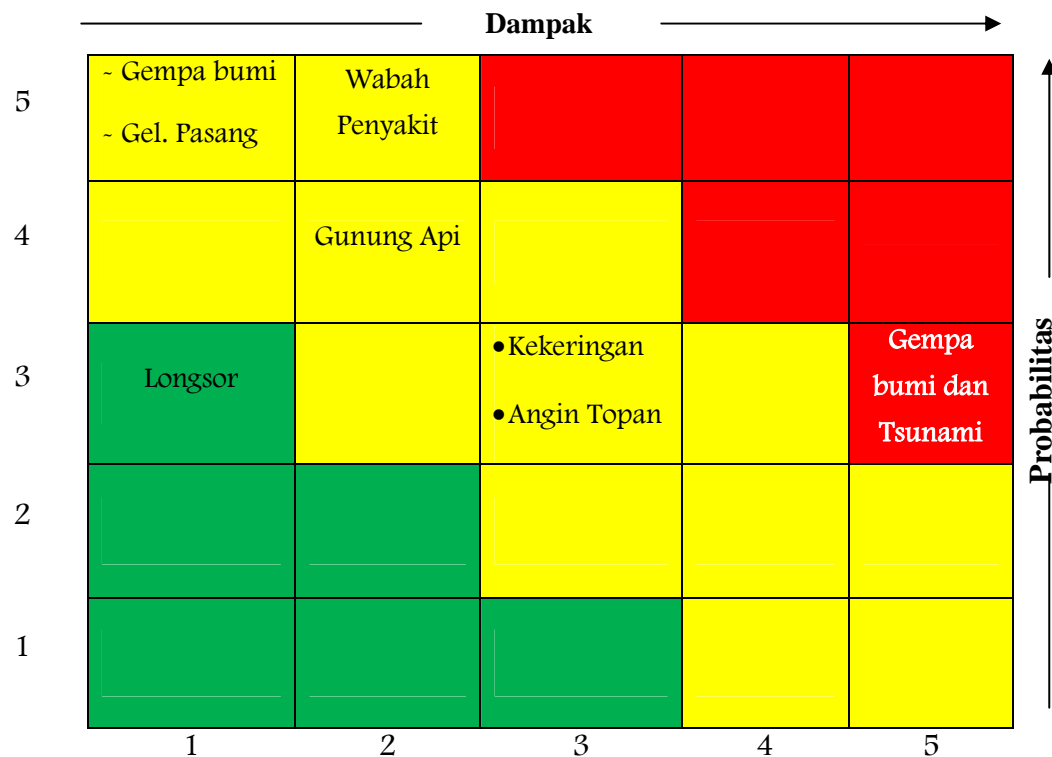 Dampak
5
- Gempa bumi
- Gel. Pasang
Wabah
Penyakit
4
Gunung Api
3
Longsor
•Kekeringan
•Angin Topan
Gempa
bumi dan
Tsunami
Probabilitas
2
1
1
2
3
4
5